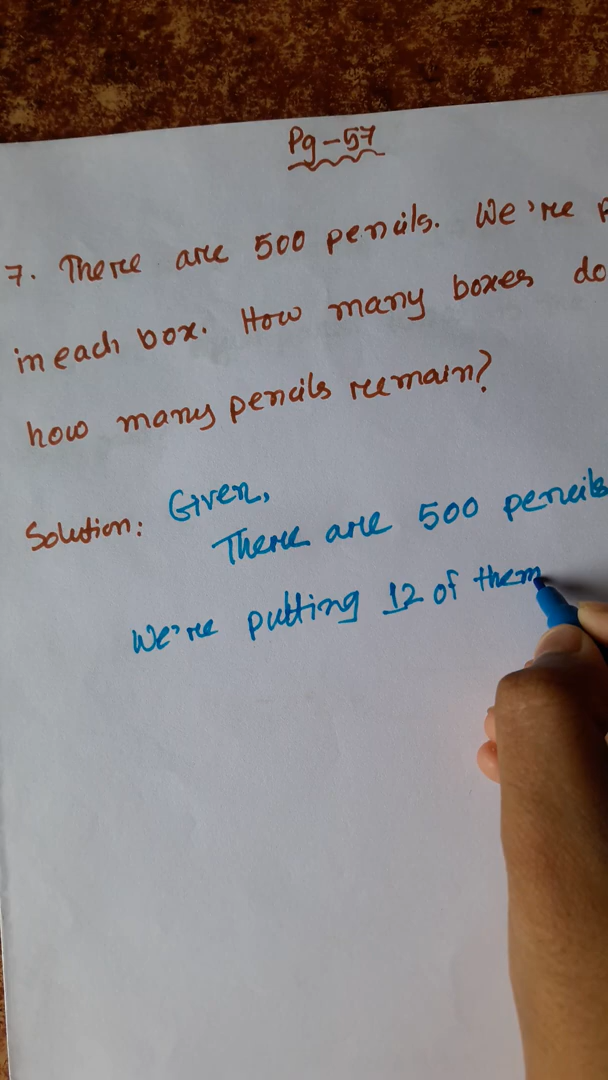 Pg-57
7. There are 500 pencils. We're
in each box. How many boxes do
how many pencils remain?
Solution: Given,
There are 500 pencils
We're putting 12 of them